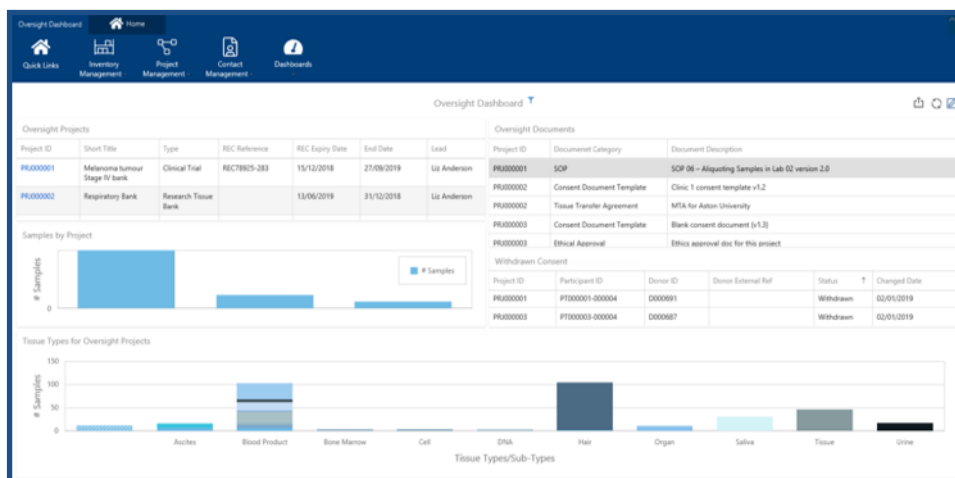 Oversight Dashboard Home
Quick Links
Inventory Management
Project Management
Contact Management
Dashboards
Oversight Dashboard
Oversight Projects
Project ID Short Title Type REC Reference REC Expiry Date End Date Lead
PRJ000001 Melanoma tumour Stage IV bank Clinical Trial REC78925-283 15/12/2018 27/09/2019 Liz Anderson
PRJ000002 Respiratory Bank Research Tissue Bank 13/06/2019 31/12/2018 Liz Anderson
Oversight Documents
Project ID Documenet Category Document Description
PRJ000001 SOP SOP 06 – Aliquoting Samples in Lab 02 version 2.0
PRJ000002 Consent Document Template Clinic 1 consent template v1.2
PRJ000002 Tissue Transfer Agreement MTA for Aston University
PRJ000003 Consent Document Template Blank consent document (v1.3)
PRJ000003 Ethical Approval Ethics approval doc for this project
Samples by Project
# Samples
0
# Samples
Withdrawn Consent
Project ID Participant ID Donor ID Donor External Ref Status Changed Date
PRJ000001 PT000001-000004 D000691 Withdrawn 02/01/2019
PRJ000003 PT000003-000004 D000687 Withdrawn 02/01/2019
Tissue Types for Oversight Projects
# Samples
150
100
50
0
Ascites Blood Product Bone Marrow Cell DNA Hair Organ Saliva Tissue Urine
Tissue Types/Sub-Types